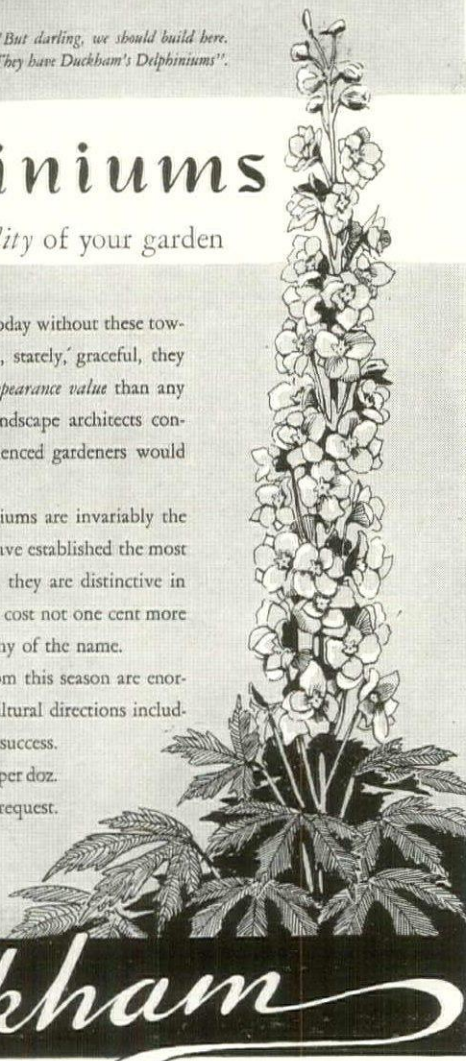 "But darling, we should build here.
They have Duckham's Delphiniums".
iniums
lity of your garden
oday without these tow-
, stately, graceful, they
pearance value than any
ndscape architects con-
enced gardeners would
iums are invariably the
ave established the most
they are distinctive in
cost not one cent more
hy of the name.
om this season are enor-
ltural directions includ-
success.
per doz.
request.
kham